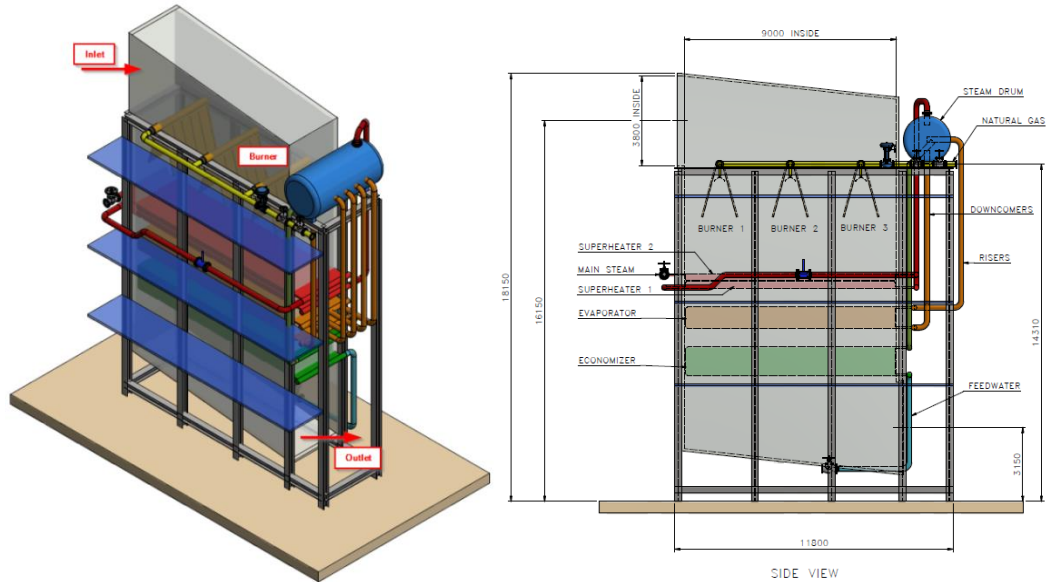 Inlet
Burner
Outlet
9000 INSIDE
3800 INSIDE
STEAM DRUM
NATURAL GAS
BURNER 1
BURNER 2
BURNER 3
DOWNCOMERS
SUPERHEATER 2
MAIN STEAM
SUPERHEATER 1
RISERS
EVAPORATOR
ECONOMIZER
FEEDWATER
18150
16150
14310
3150
11800
SIDE VIEW